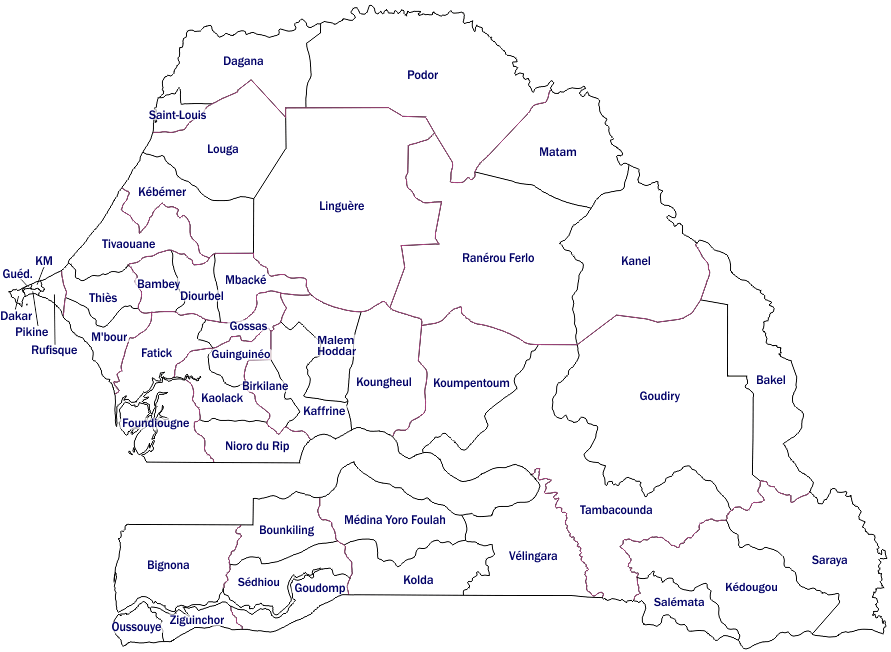 Dagana
Podor
Saint-Louis
Louga
Matam
Kébémer
Linguère
Tivaouane
Ranérou Ferlo
Kanel
KM
Guéd.
Thiès
Bambey
Diourbel
Mbacké
Dakar
Pikine
Rufisque
M'bour
Gossas
Malem
Hoddar
Fatick
Guinguinéo
Birkilane
Koungheul
Koumpentoum
Bakel
Goudiry
Kaolack
Kaffrine
Foundiougne
Nioro du Rip
Tambacounda
Médina Yoro Foulah
Bounkiling
Vélingara
Bignona
Saraya
Sédhiou
Goudomp
Kolda
Kédougou
Salémata
Oussouye
Ziguinchor